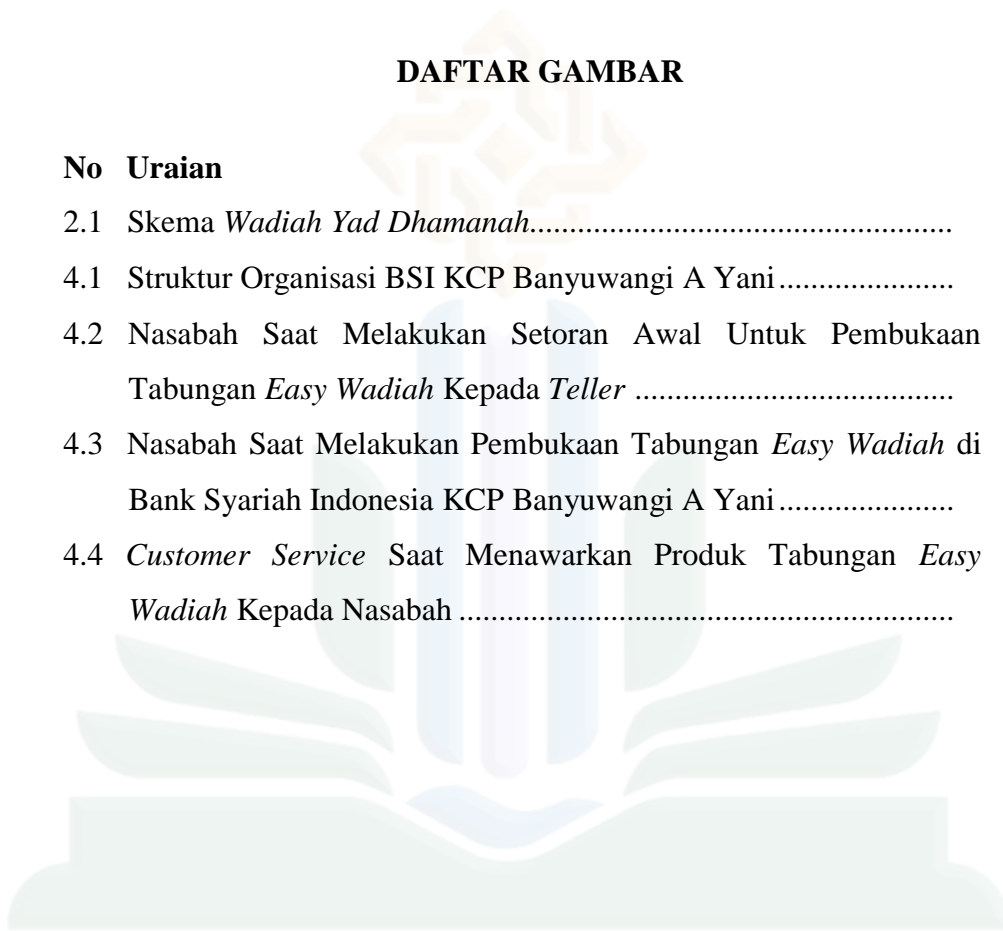 DAFTAR GAMBAR
No Uraian
2.1 Skema Wadiah Yad Dhamanah.....................................................
4.1 Struktur Organisasi BSI KCP Banyuwangi A Yani......................
4.2 Nasabah Saat Melakukan Setoran Awal Untuk Pembukaan
Tabungan Easy Wadiah Kepada Teller ........................................
4.3 Nasabah Saat Melakukan Pembukaan Tabungan Easy Wadiah di
Bank Syariah Indonesia KCP Banyuwangi A Yani......................
4.4 Customer Service Saat Menawarkan Produk Tabungan Easy
Wadiah Kepada Nasabah ..............................................................